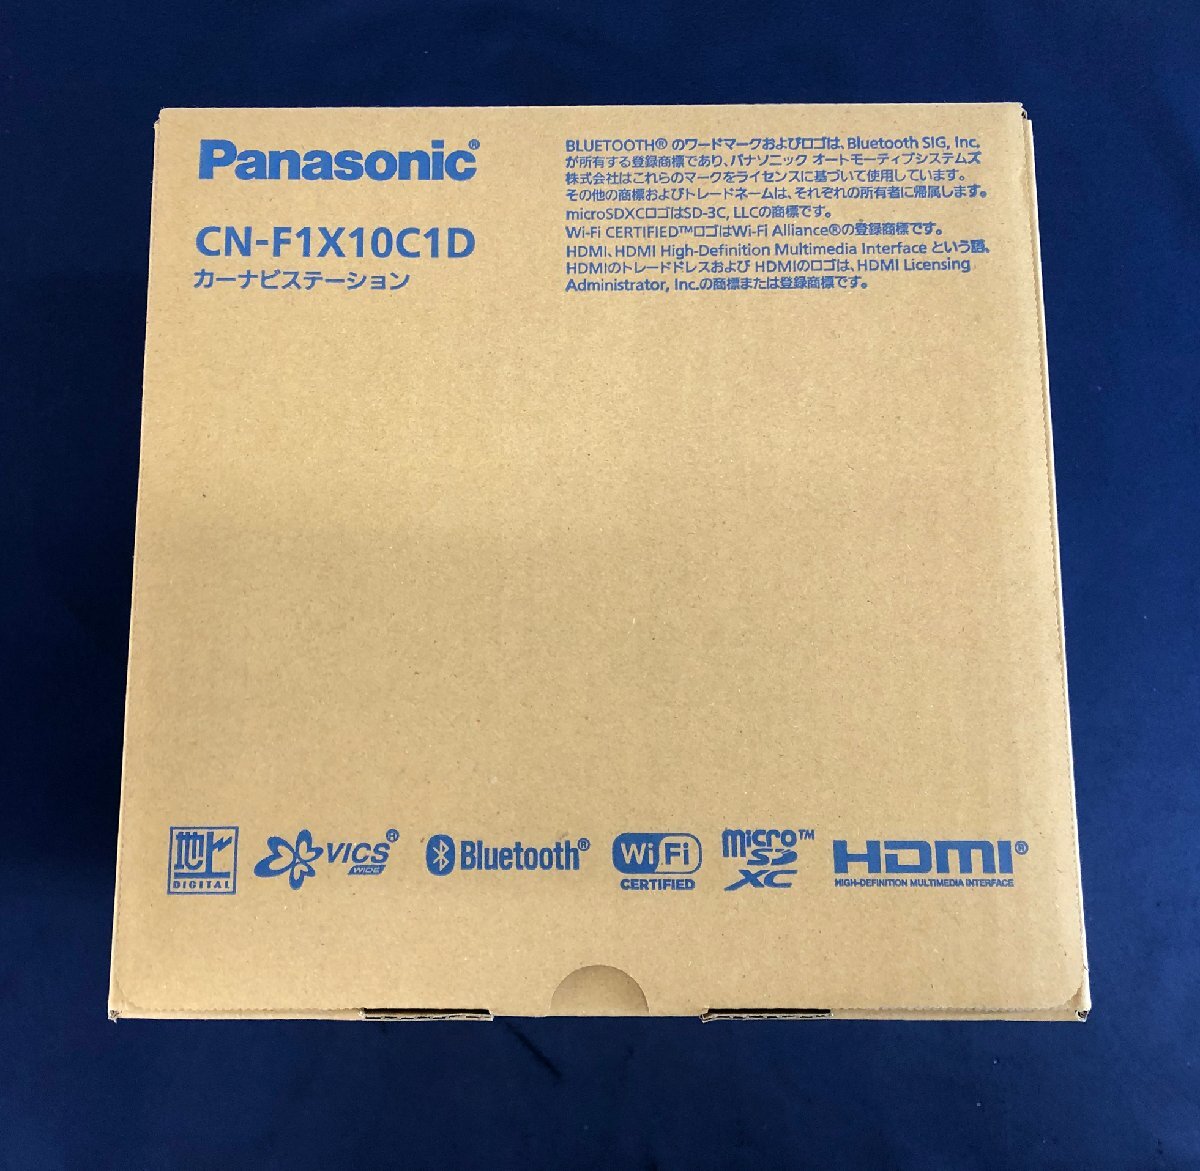 Panasonic®
CN-F1X10C1D
カーナビステーション
BLUETOOTH® のワードマークおよびロゴは、Bluetooth SIG, Inc.
が所有する登録商標であり、パナソニック オートモーティブシステムズ
株式会社はこれらのマークをライセンスに基づいて使用しています。
その他の商標およびトレードネームは、それぞれの所有者に帰属します。
microSDXCロゴはSD-3C, LLCの商標です。
Wi-Fi CERTIFIED™ロゴはWi-Fi Alliance®の登録商標です。
HDMI、HDMI High-Definition Multimedia Interface という語、
HDMIのトレードドレスおよび HDMIのロゴは、HDMI Licensing
Administrator, Inc.の商標または登録商標です。
地上 DIGITAL
VICS® WIDE
Bluetooth®
Wi Fi CERTIFIED
micro SD XC™
HDMI®
HIGH-DEFINITION MULTIMEDIA INTERFACE